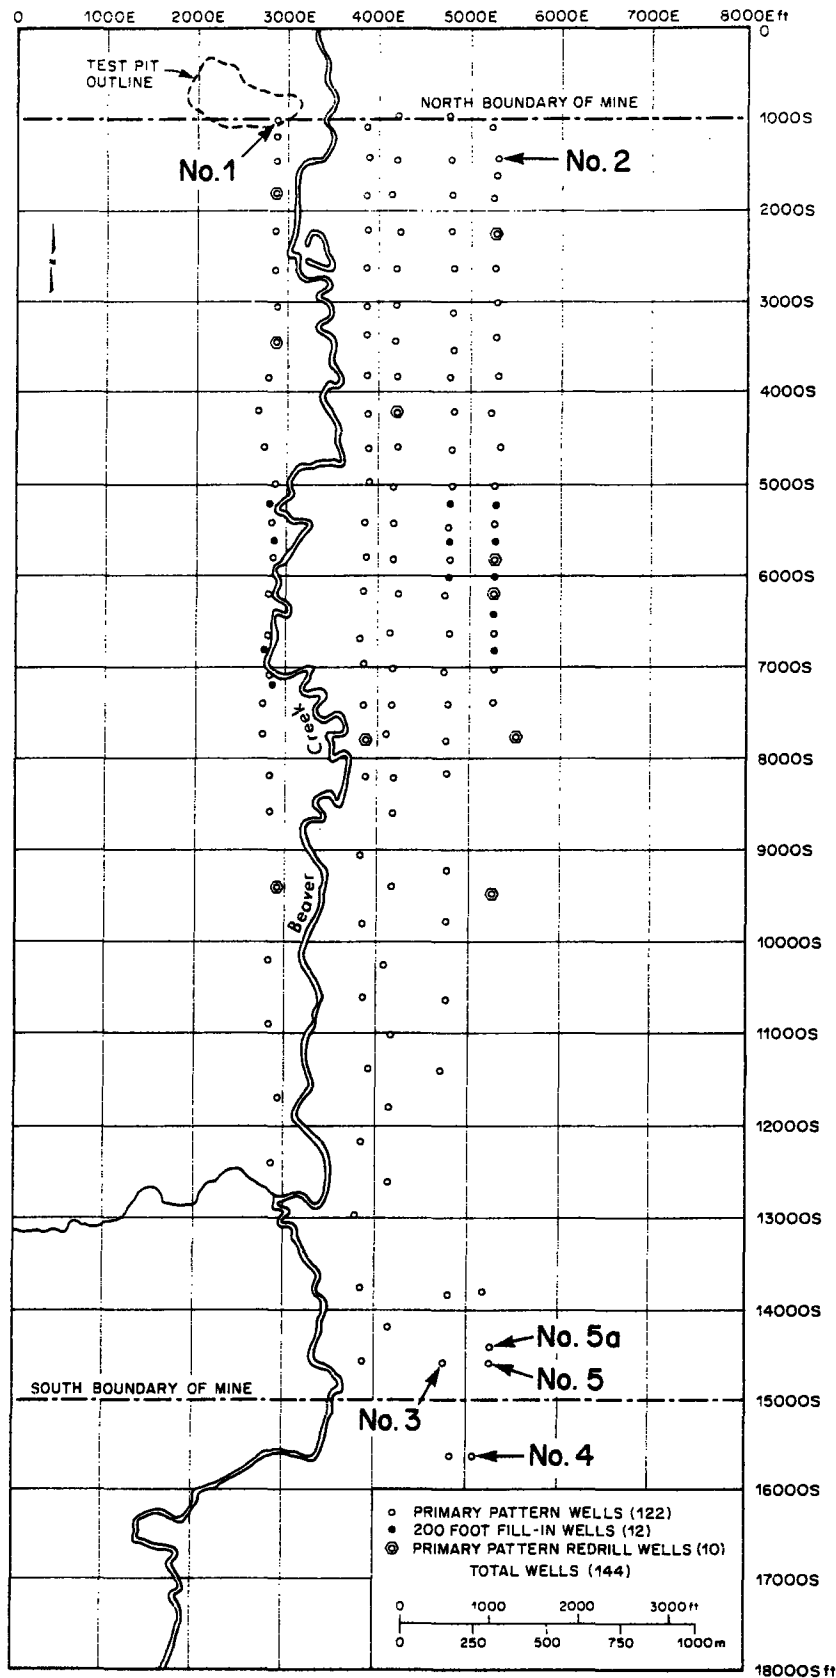 0 1000E 2000E 3000E 4000E 5000E 6000E 7000E 8000E ft
0
TEST PIT
OUTLINE
NORTH BOUNDARY OF MINE
1000S
No. 1
No. 2
2000S
3000S
4000S
5000S
6000S
7000S
Creek
8000S
9000S
Beaver
10000S
11000S
12000S
13000S
14000S
No. 5a
No. 5
SOUTH BOUNDARY OF MINE
15000S
No. 3
No. 4
16000S
PRIMARY PATTERN WELLS (122)
200 FOOT FILL-IN WELLS (12)
PRIMARY PATTERN REDRILL WELLS (10)
TOTAL WELLS (144)
17000S
0 1000 2000 3000 ft
0 250 500 750 1000 m
18000S ft